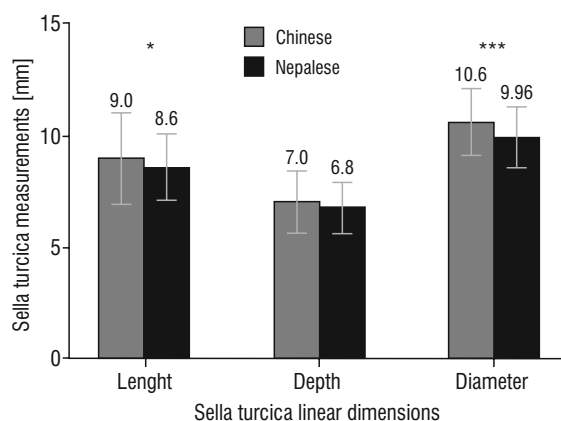 Sella turcica measurements [mm]
15
10
5
0
Chinese
Nepalese
*
***
9.0
8.6
7.0
6.8
10.6
9.96
Lenght
Depth
Diameter
Sella turcica linear dimensions